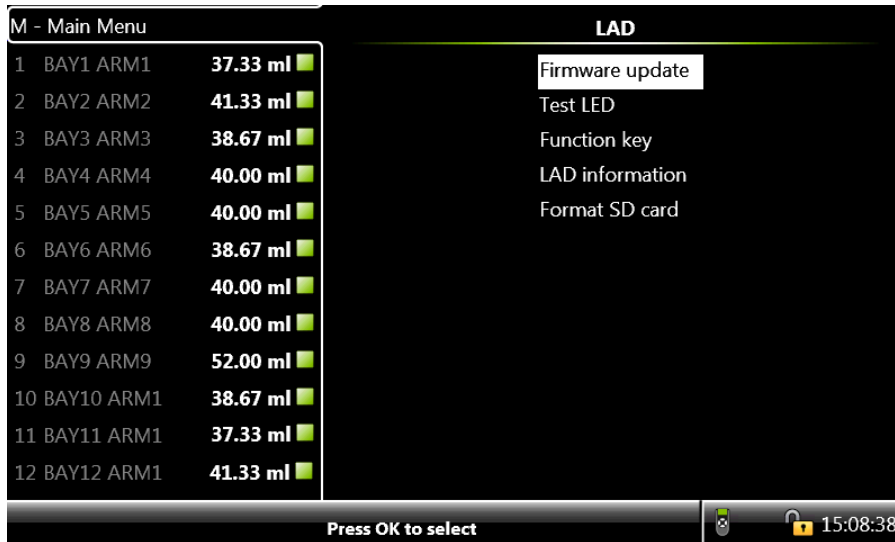 M - Main Menu
1 BAY1 ARM1 37.33 ml
2 BAY2 ARM2 41.33 ml
3 BAY3 ARM3 38.67 ml
4 BAY4 ARM4 40.00 ml
5 BAY5 ARM5 40.00 ml
6 BAY6 ARM6 38.67 ml
7 BAY7 ARM7 40.00 ml
8 BAY8 ARM8 40.00 ml
9 BAY9 ARM9 52.00 ml
10 BAY10 ARM1 38.67 ml
11 BAY11 ARM1 37.33 ml
12 BAY12 ARM1 41.33 ml
LAD
Firmware update
Test LED
Function key
LAD information
Format SD card
Press OK to select
15:08:38